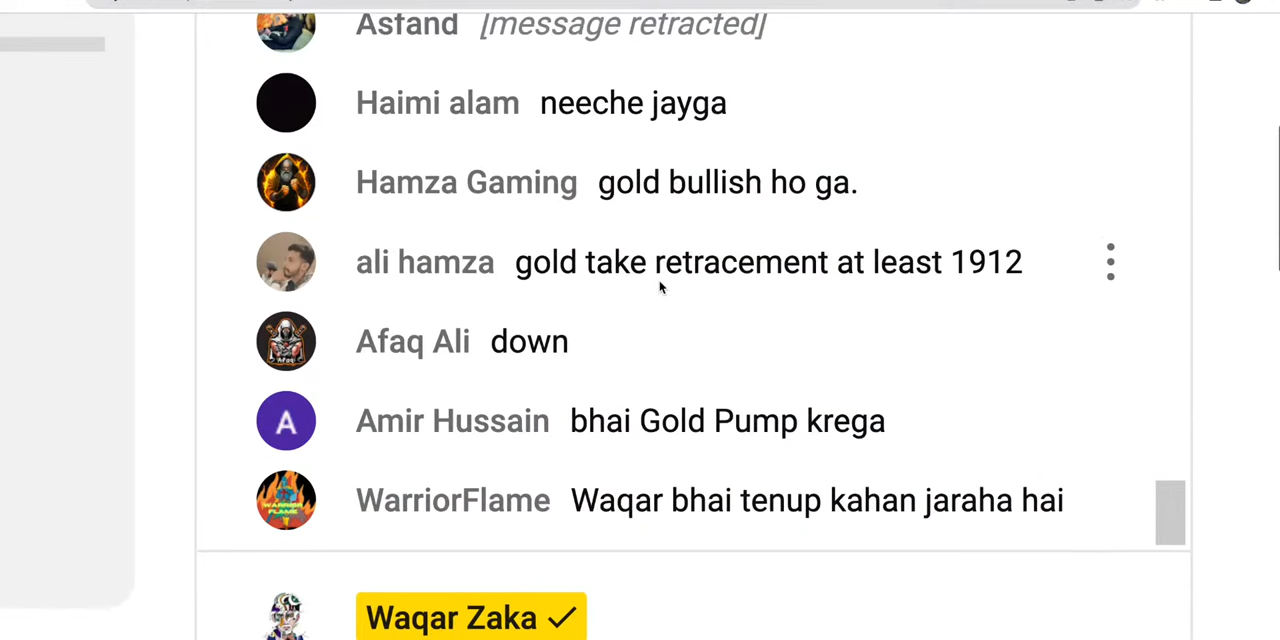 Asfand [message retracted]
Haimi alam neeche jayga
Hamza Gaming gold bullish ho ga.
ali hamza gold take retracement at least 1912
Afaq Ali down
A Amir Hussain bhai Gold Pump krega
WarriorFlame Waqar bhai tenup kahan jaraha hai
Waqar Zaka ✓